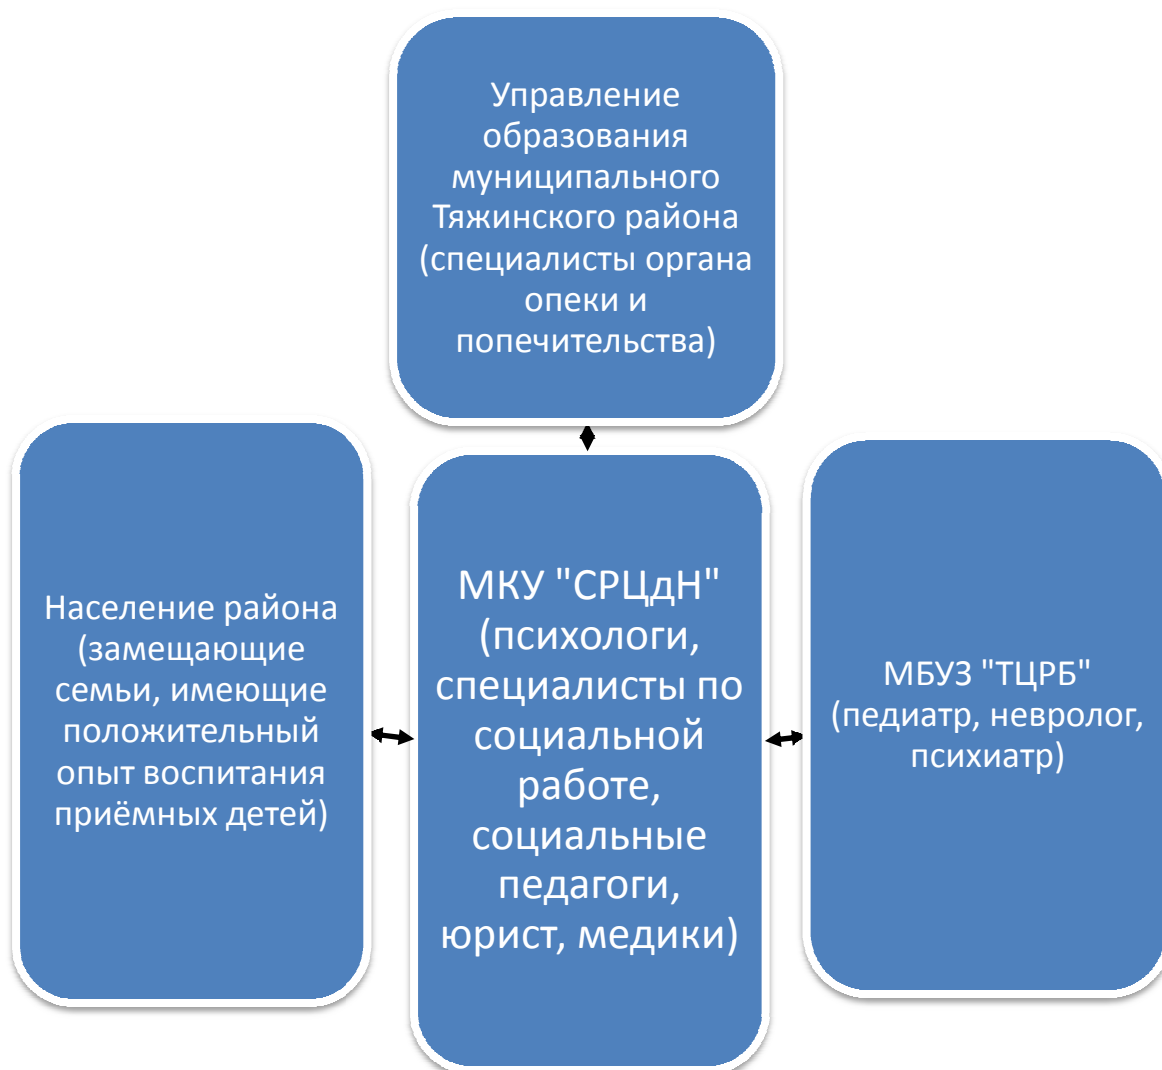 Управление
образования
муниципального
Тяжинского района
(специалисты органа
опеки и
попечительства)
Население района
(замещающие
семьи, имеющие
положительный
опыт воспитания
приёмных детей)
МКУ "СРЦдН"
(психологи,
специалисты по
социальной
работе,
социальные
педагоги,
юрист, медики)
МБУЗ "ТЦРБ"
(педиатр, невролог,
психиатр)